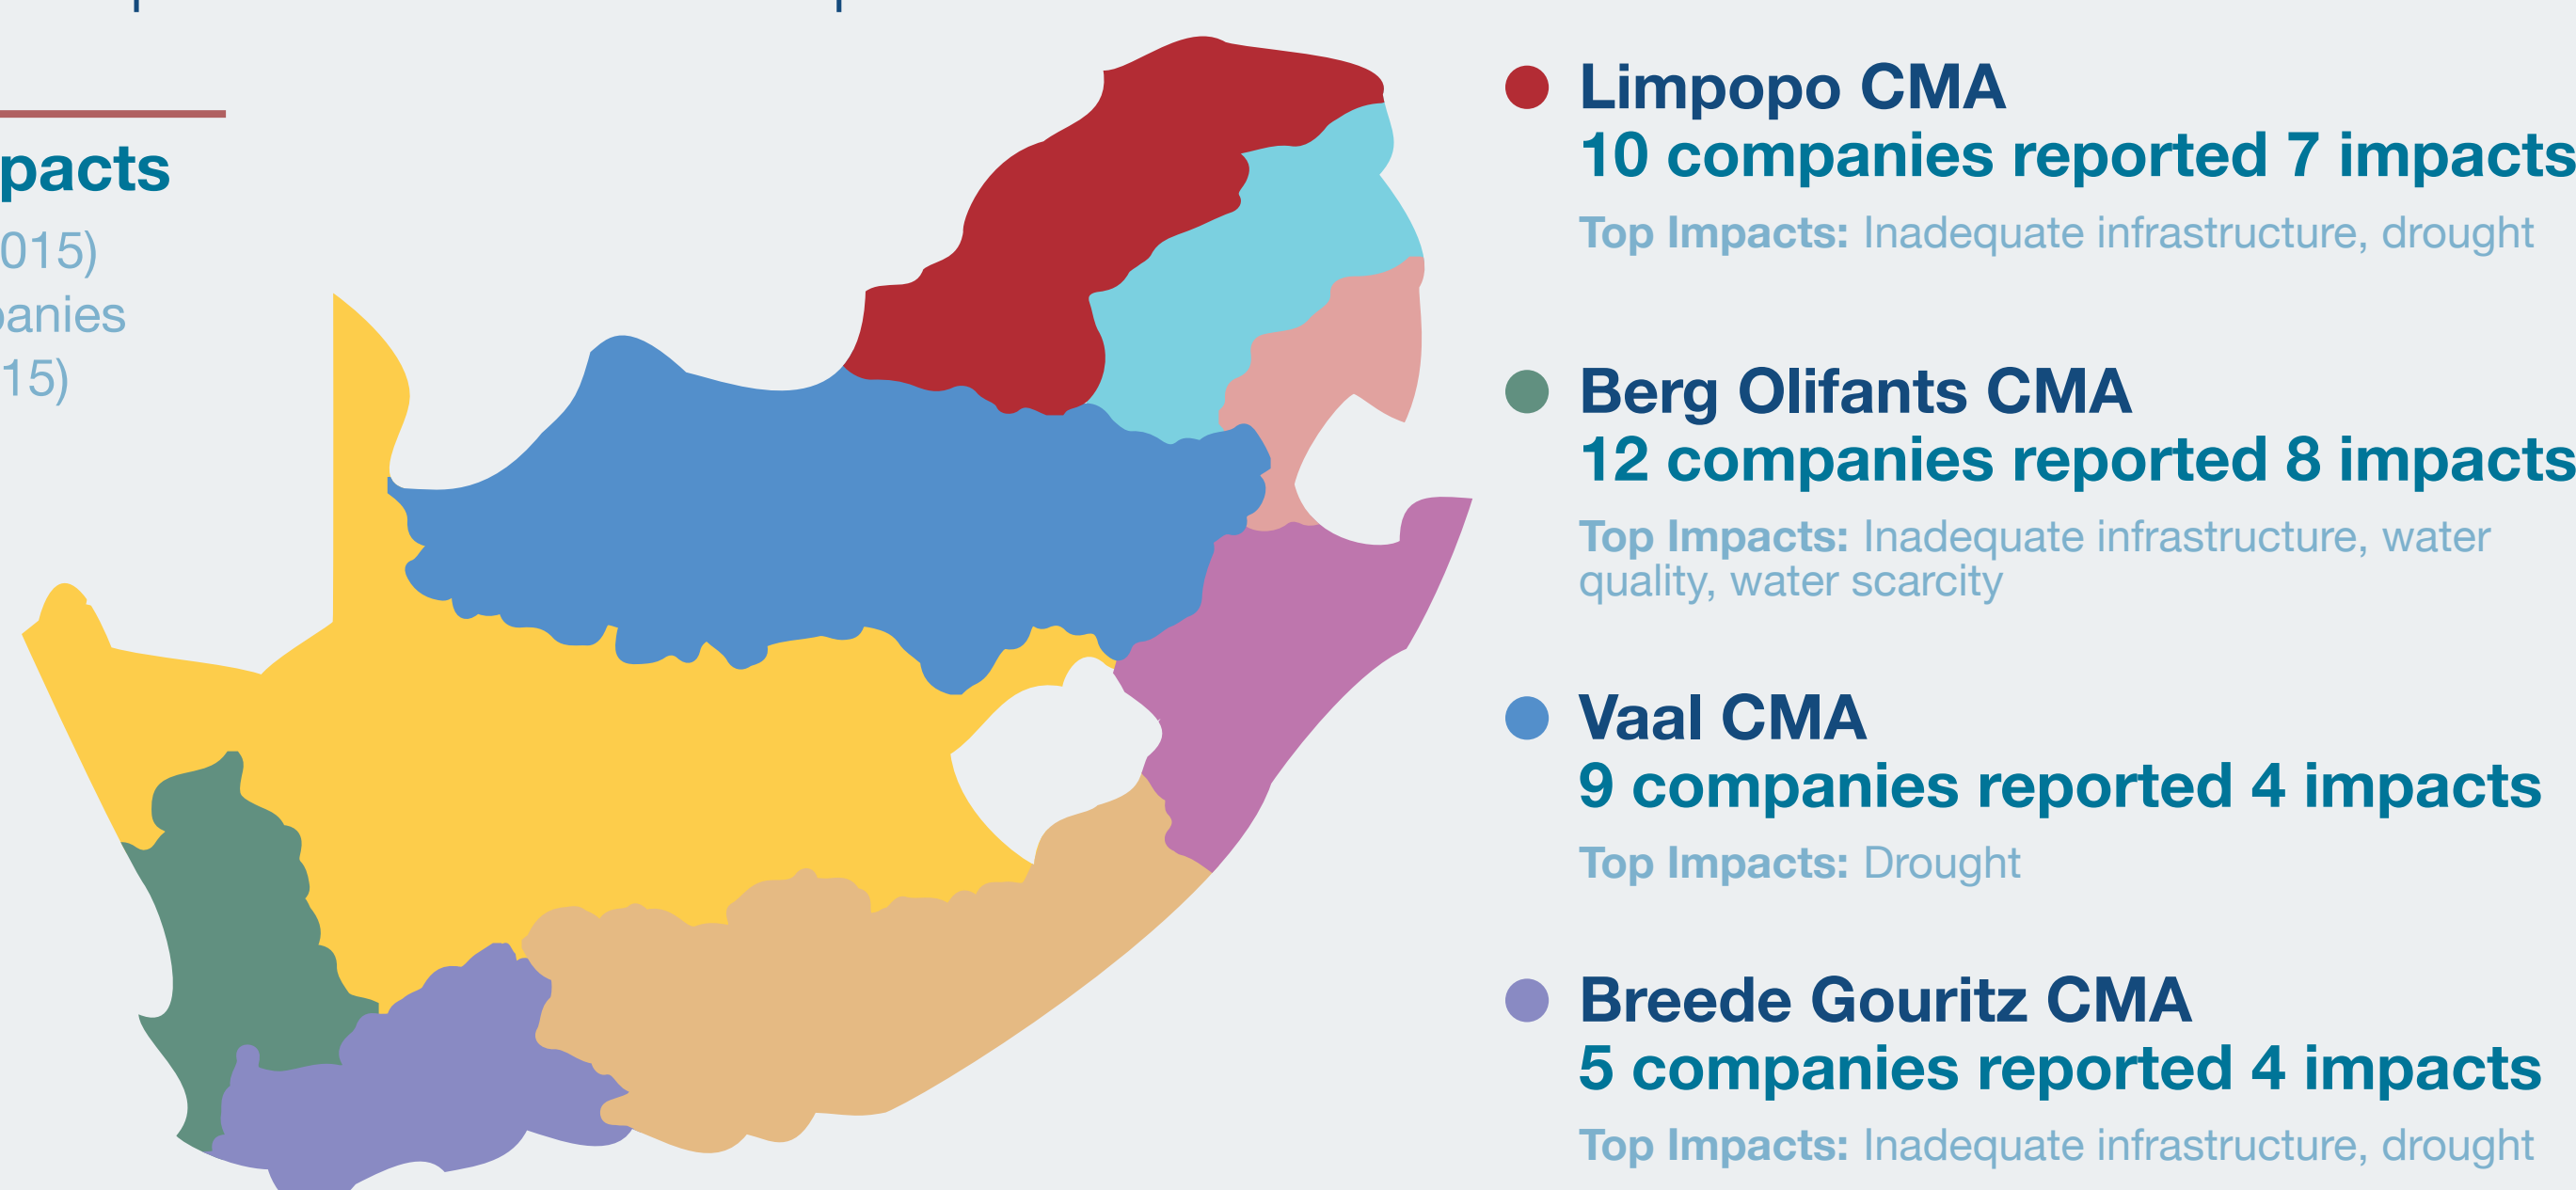 pacts
015)
anies
15)
Limpopo CMA
10 companies reported 7 impacts
Top Impacts: Inadequate infrastructure, drought
Berg Olifants CMA
12 companies reported 8 impacts
Top Impacts: Inadequate infrastructure, water
quality, water scarcity
Vaal CMA
9 companies reported 4 impacts
Top Impacts: Drought
Breede Gouritz CMA
5 companies reported 4 impacts
Top Impacts: Inadequate infrastructure, drought